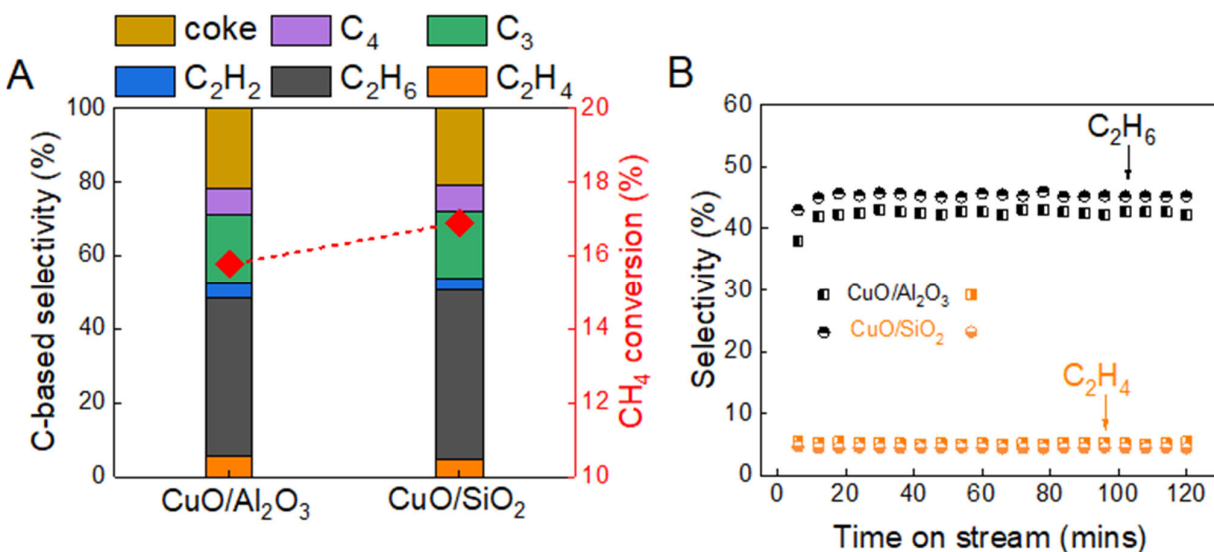 coke C₄ C₃
A C₂H₂ C₂H₆ C₂H₄
C-based selectivity (%)
100
80
60
40
20
0
CuO/Al₂O₃ CuO/SiO₂
20
18
16
14
12
10
CH₄ conversion (%)
B
Selectivity (%)
60
50
40
30
20
10
0
C₂H₆
CuO/Al₂O₃
CuO/SiO₂
C₂H₄
0 20 40 60 80 100 120
Time on stream (mins)